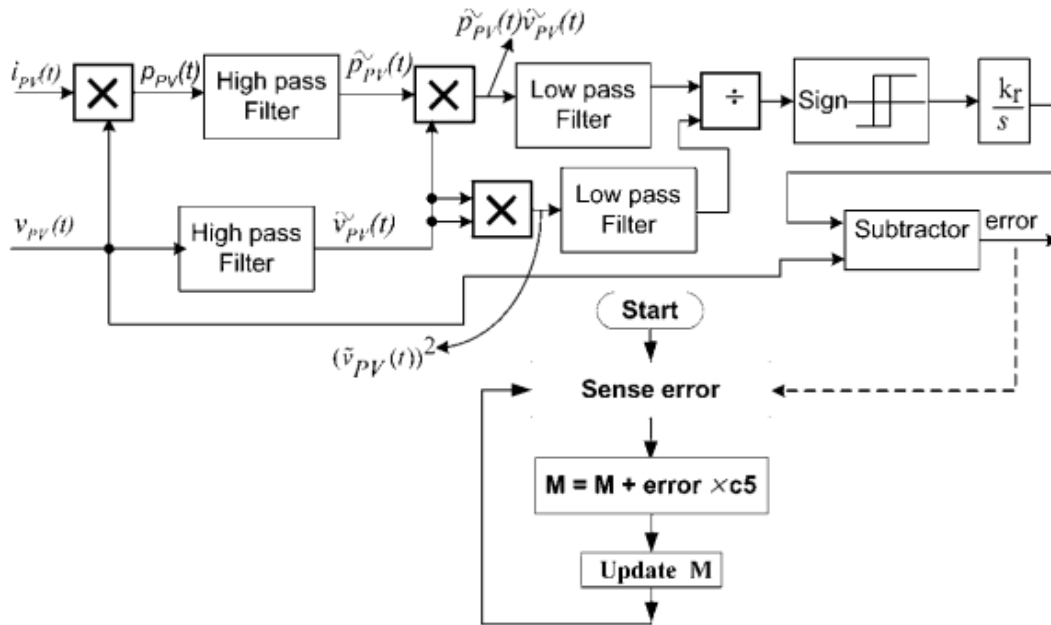 p̃_PV(t)ṽ_PV(t)
i_PV(t)
×
p_PV(t)
High pass
Filter
p̃_PV(t)
×
Low pass
Filter
÷
Sign
k_r
s
v_PV(t)
High pass
Filter
ṽ_PV(t)
×
Low pass
Filter
Subtractor
error
(ṽ_PV(t))²
Start
Sense error
M = M + error ×c5
Update M